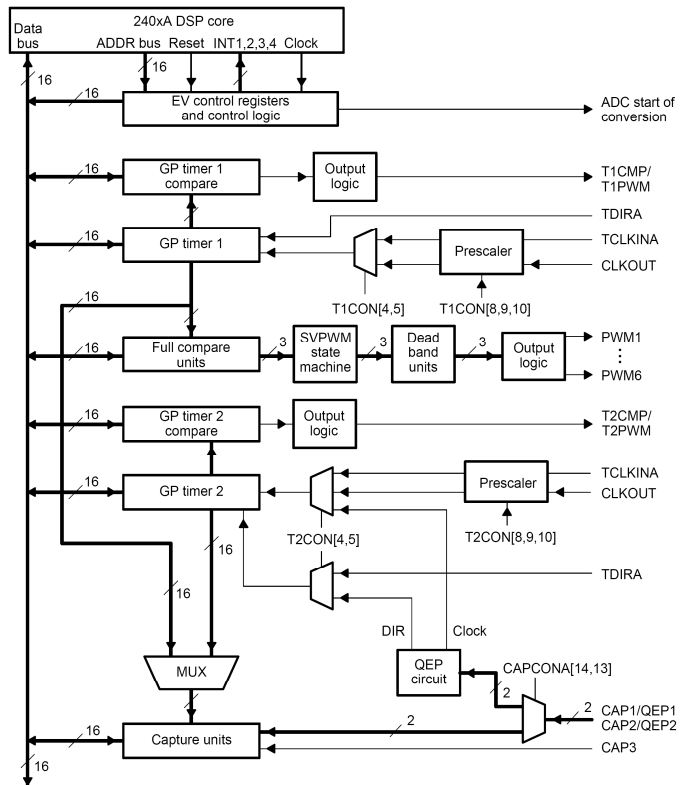 240xA DSP core
Data
bus
ADDR bus Reset INT1,2,3,4 Clock
16
16
16
EV control registers
and control logic
ADC start of
conversion
16
GP timer 1
compare
Output
logic
T1CMP/
T1PWM
TDIRA
16
GP timer 1
Prescaler
TCLKINA
CLKOUT
16
T1CON[4,5]
T1CON[8,9,10]
16
Full compare
units
3
SVPWM
state
machine
3
Dead
band
units
3
Output
logic
PWM1
⋮
PWM6
16
GP timer 2
compare
Output
logic
T2CMP/
T2PWM
16
GP timer 2
Prescaler
TCLKINA
CLKOUT
16
T2CON[4,5]
T2CON[8,9,10]
16
TDIRA
DIR
Clock
MUX
QEP
circuit
CAPCONA[14,13]
2
2
CAP1/QEP1
CAP2/QEP2
16
Capture units
2
CAP3
16